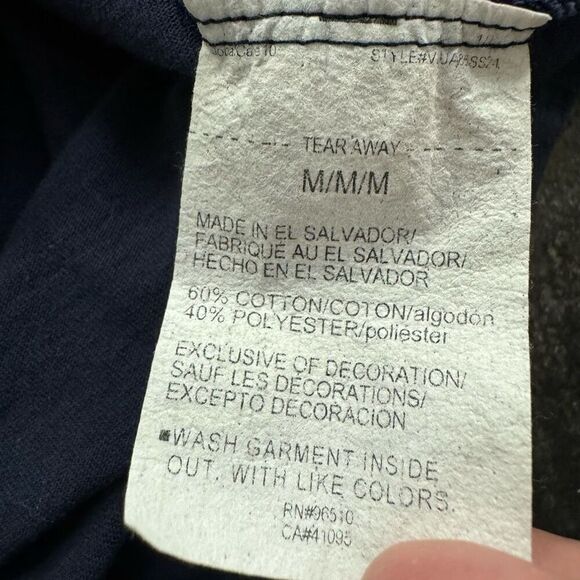 TEAR AWAY
M/M/M
MADE IN EL SALVADOR/
FABRIQUÉ AU EL SALVADOR/
HECHO EN EL SALVADOR
60% COTTON/COTON/algodón
40% POLYESTER/poliester
EXCLUSIVE OF DECORATION/
SAUF LES DECORATIONS/
EXCEPTO DECORACION
WASH GARMENT INSIDE
OUT. WITH LIKE COLORS.
RN#96510
CA#41095